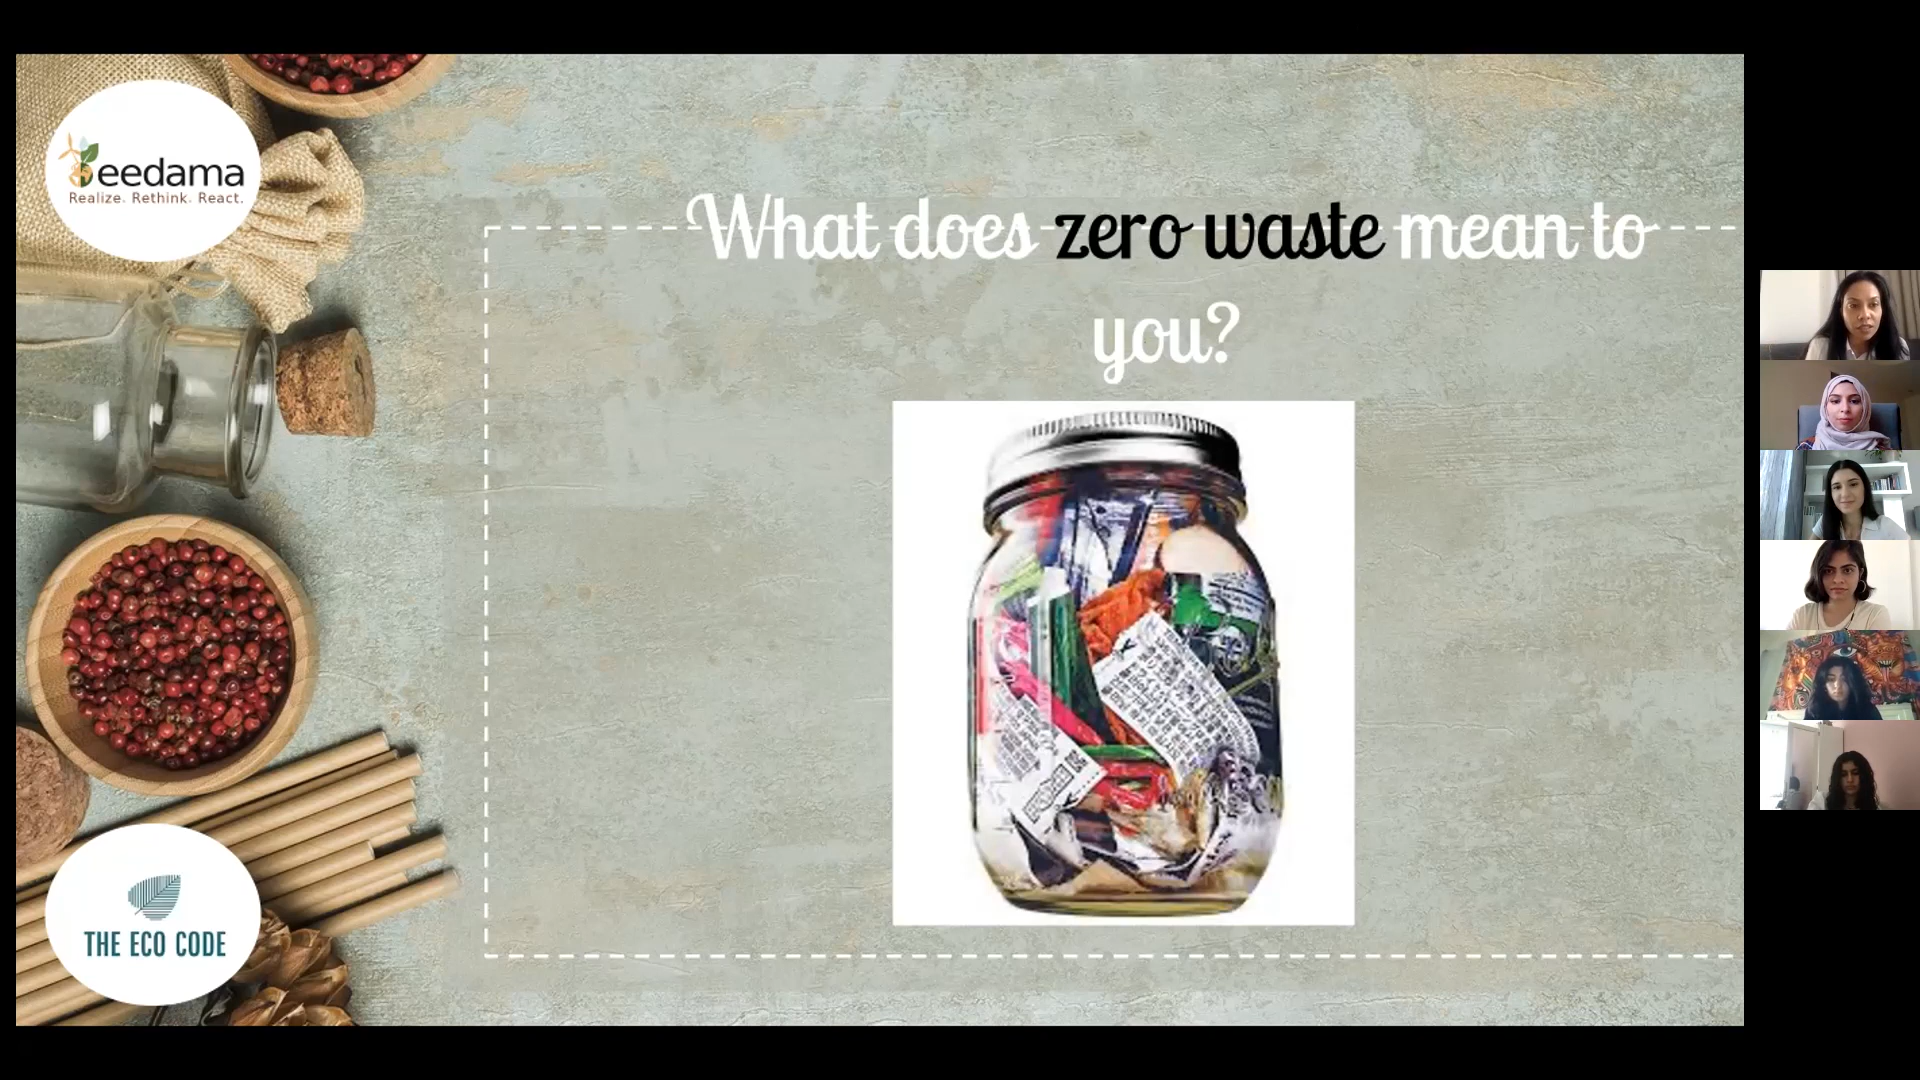 eedama
Realize. Rethink. React.
What does zero waste mean to
you?
THE ECO CODE